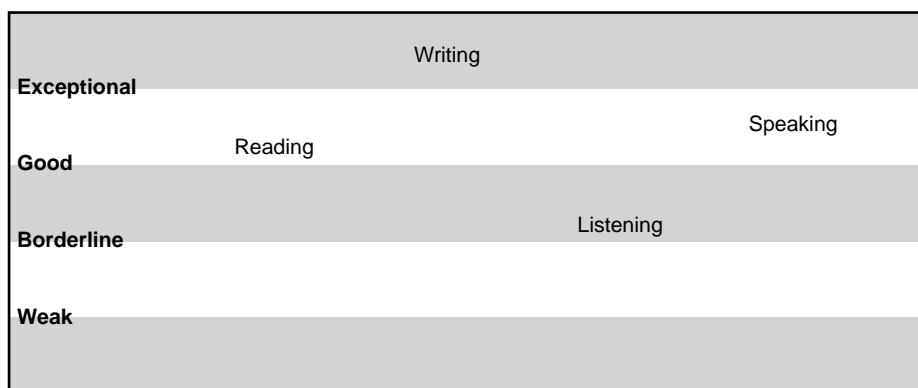 Writing
Exceptional
Speaking
Reading
Good
Listening
Borderline
Weak